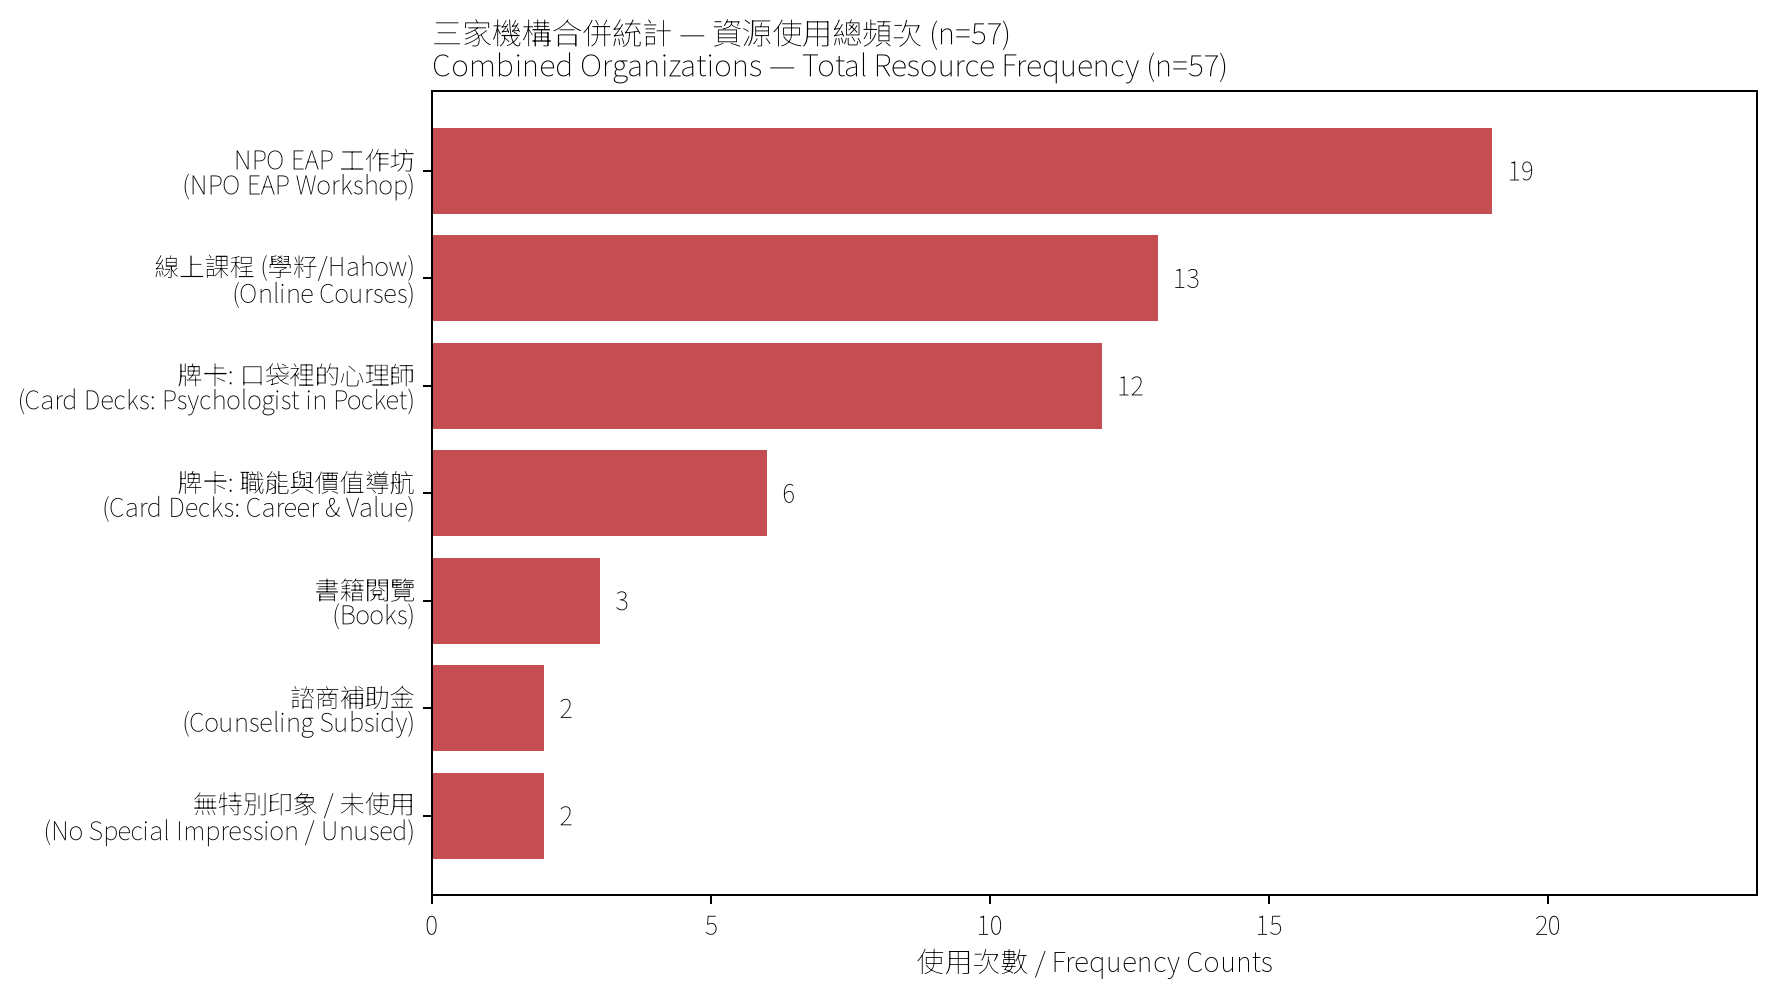 三家機構合併統計 — 資源使用總頻次 (n=57)
Combined Organizations — Total Resource Frequency (n=57)
NPO EAP 工作坊
(NPO EAP Workshop)
19
線上課程 (學籽/Hahow)
(Online Courses)
13
牌卡: 口袋裡的心理師
(Card Decks: Psychologist in Pocket)
12
牌卡: 職能與價值導航
(Card Decks: Career & Value)
6
書籍閱覽
(Books)
3
諮商補助金
(Counseling Subsidy)
2
無特別印象 / 未使用
(No Special Impression / Unused)
2
0 5 10 15 20
使用次數 / Frequency Counts